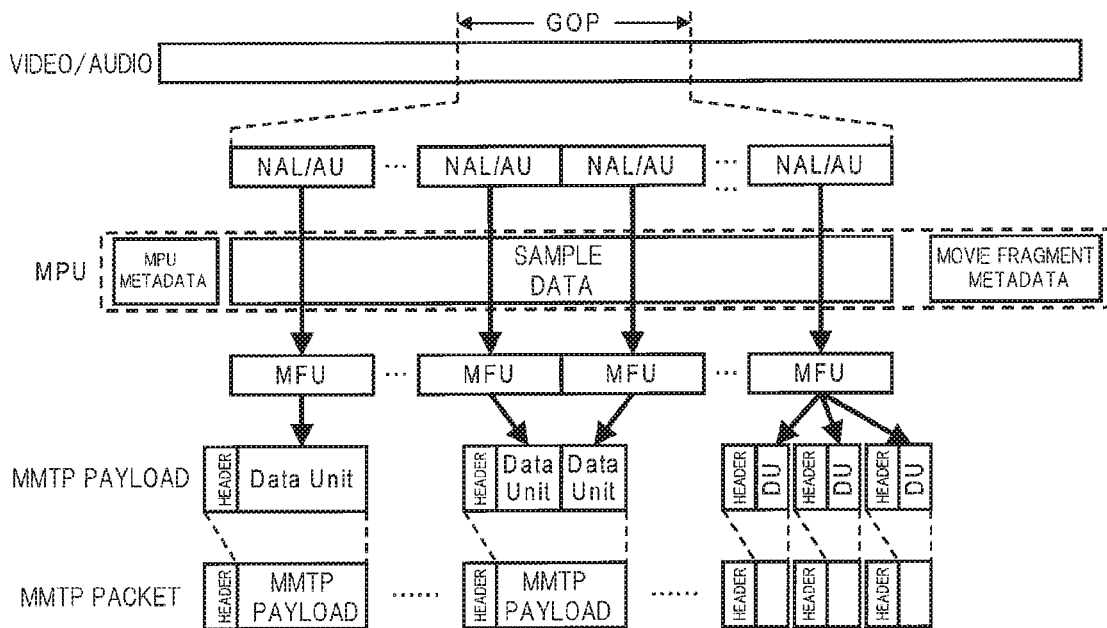 GOP
VIDEO/AUDIO
NAL/AU ... NAL/AU NAL/AU ... NAL/AU
...
MPU
MPU
METADATA
SAMPLE
DATA
MOVIE FRAGMENT
METADATA
MFU ... MFU MFU ... MFU
MMTP PAYLOAD
HEADER
Data Unit
HEADER
Data
Unit
Data
Unit
HEADER
DU
HEADER
DU
HEADER
DU
MMTP PACKET
HEADER
MMTP
PAYLOAD
......
HEADER
MMTP
PAYLOAD
......
HEADER
HEADER
HEADER